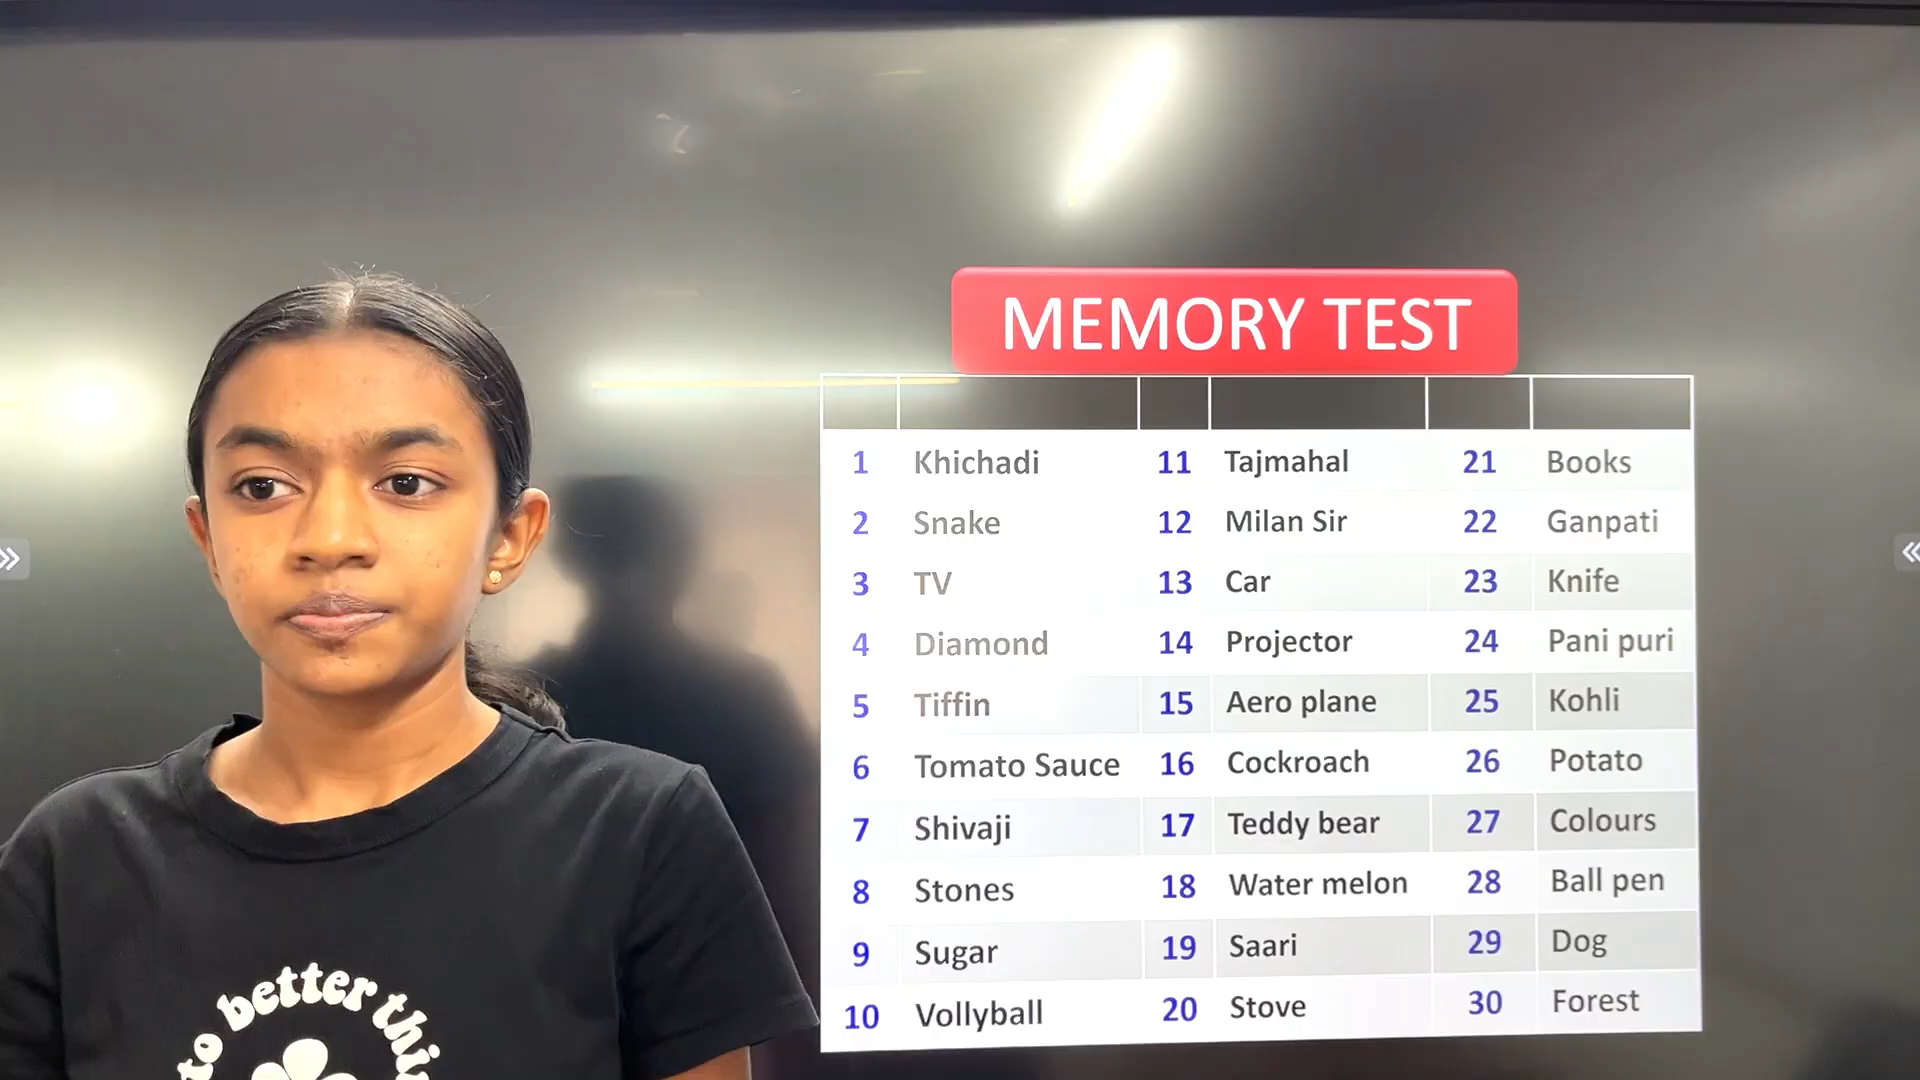 MEMORY TEST
1 Khichadi 11 Tajmahal 21 Books
2 Snake 12 Milan Sir 22 Ganpati
3 TV 13 Car 23 Knife
4 Diamond 14 Projector 24 Pani puri
5 Tiffin 15 Aero plane 25 Kohli
6 Tomato Sauce 16 Cockroach 26 Potato
7 Shivaji 17 Teddy bear 27 Colours
8 Stones 18 Water melon 28 Ball pen
9 Sugar 19 Saari 29 Dog
10 Vollyball 20 Stove 30 Forest
to better thi